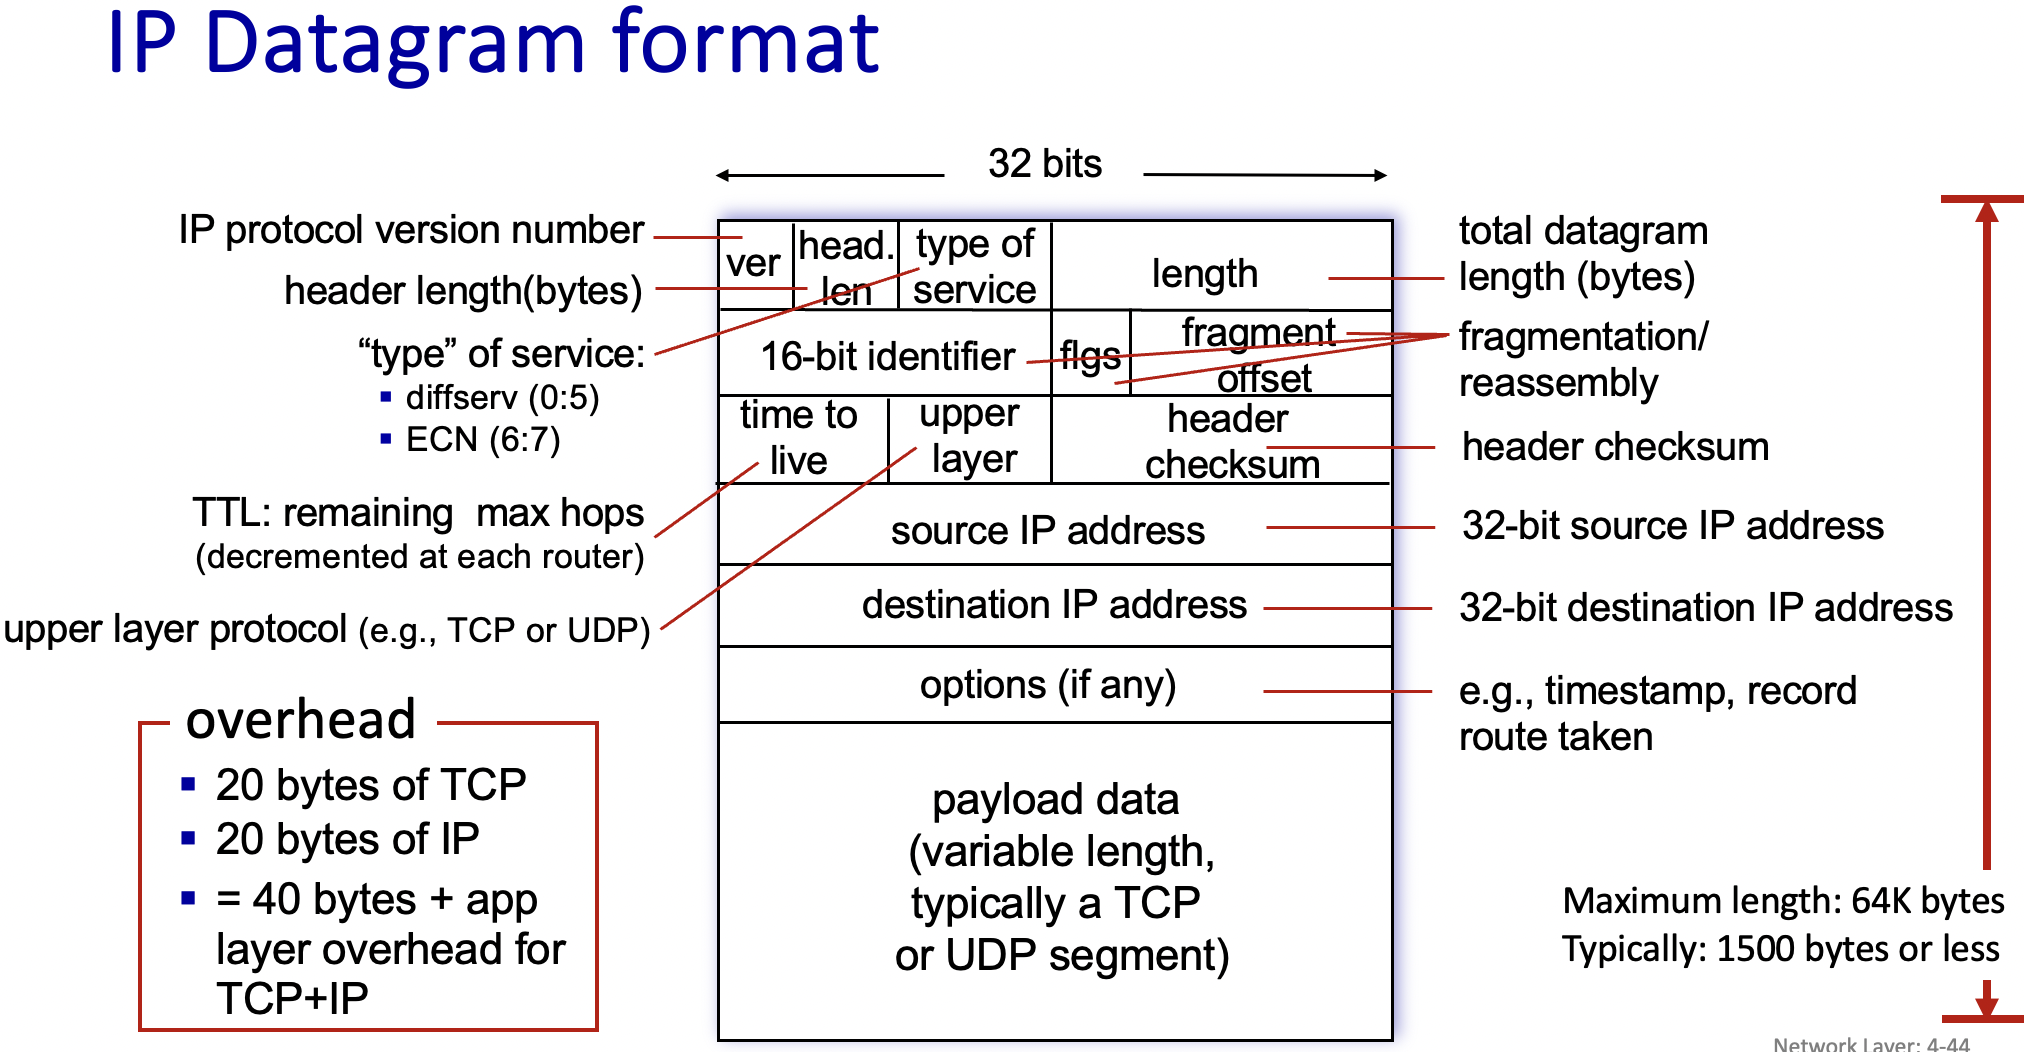 IP Datagram format
32 bits
IP protocol version number
header length(bytes)
“type” of service:
diffserv (0:5)
ECN (6:7)
TTL: remaining max hops
(decremented at each router)
upper layer protocol (e.g., TCP or UDP)
overhead
20 bytes of TCP
20 bytes of IP
= 40 bytes + app
layer overhead for
TCP+IP
ver
head.
len
type of
service
length
16-bit identifier
flgs
fragment
offset
time to
live
upper
layer
header
checksum
source IP address
destination IP address
options (if any)
payload data
(variable length,
typically a TCP
or UDP segment)
total datagram
length (bytes)
fragmentation/
reassembly
header checksum
32-bit source IP address
32-bit destination IP address
e.g., timestamp, record
route taken
Maximum length: 64K bytes
Typically: 1500 bytes or less
Network Layer: 4-44